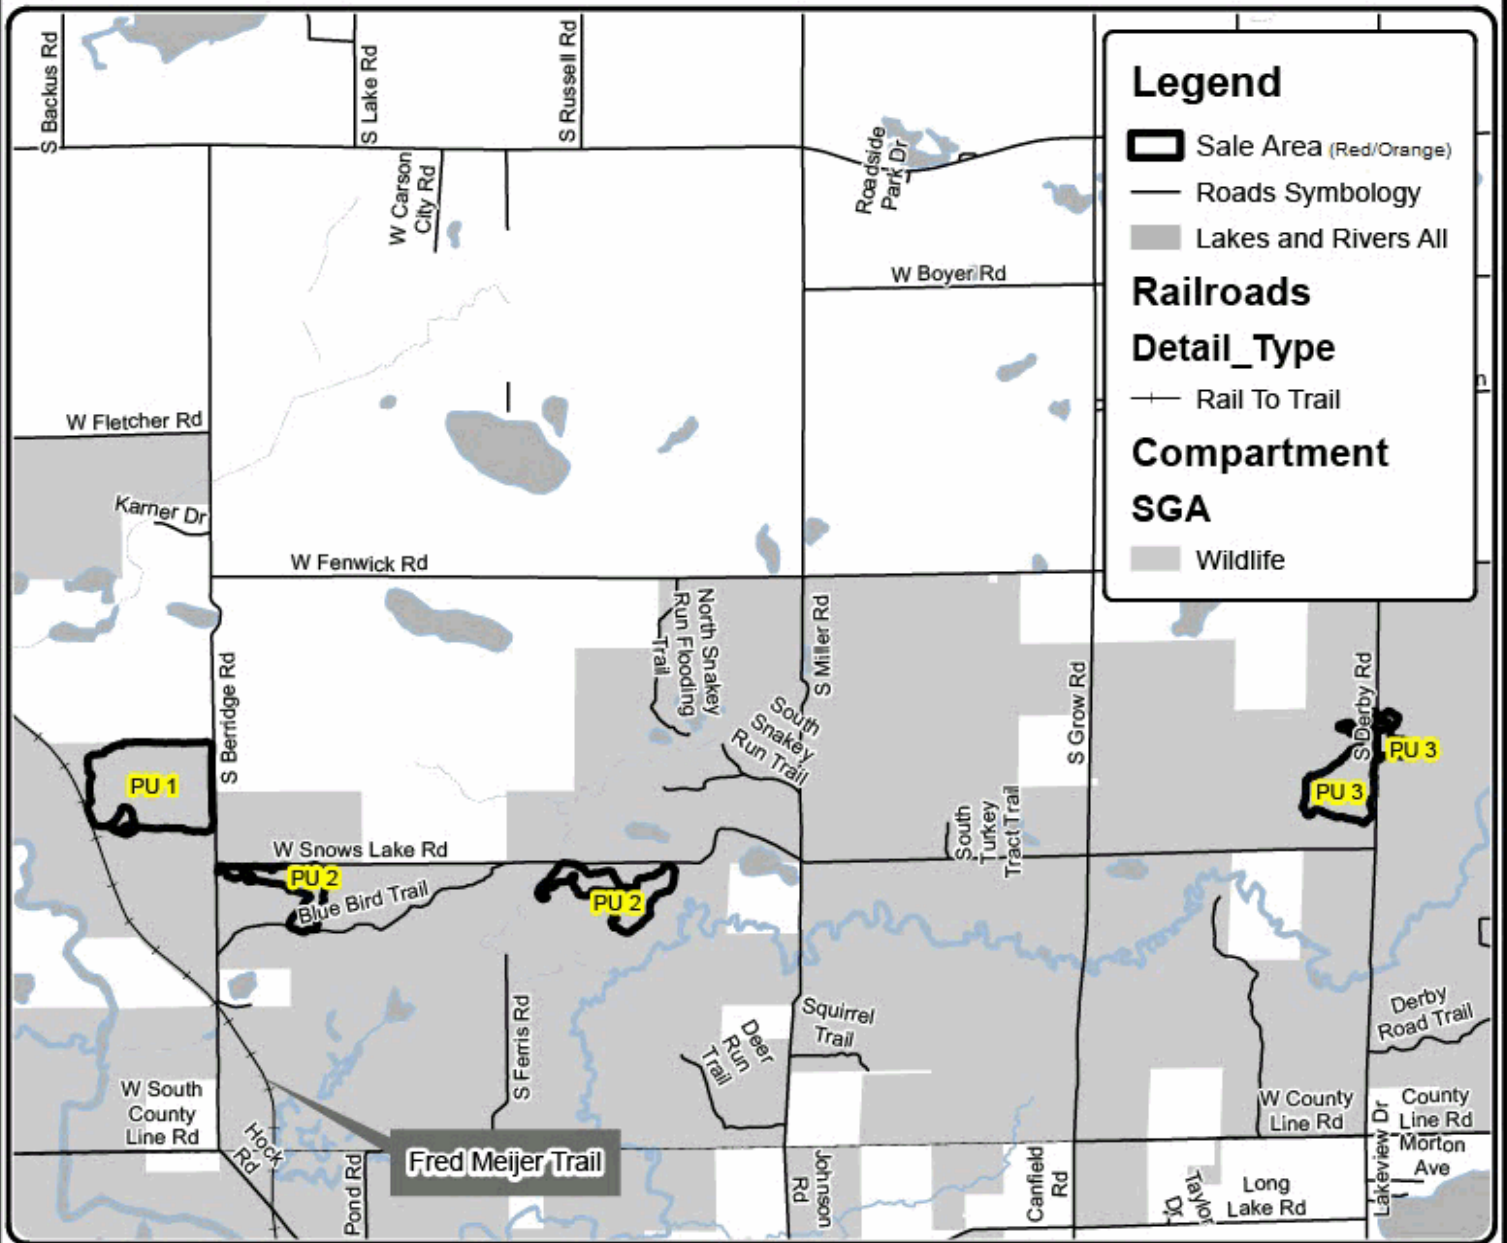 S Backus Rd
S Lake Rd
S Russell Rd
W Carson
City Rd
Roadside
Park Dr
W Boyer Rd
Legend
Sale Area (Red/Orange)
Roads Symbology
Lakes and Rivers All
Railroads
Detail_Type
Rail To Trail
Compartment
SGA
Wildlife
W Fletcher Rd
Karner Dr
W Fenwick Rd
North Snakey
Run Flooding
Trail
S Miller Rd
S Berridge Rd
South
Snakey
Run Trail
S Grow Rd
S Derby Rd
PU 3
PU 3
PU 1
South
Turkey
Tract Trail
W Snows Lake Rd
PU 2
Blue Bird Trail
PU 2
S Ferris Rd
Squirrel
Trail
Deer
Run
Trail
Derby
Road Trail
W South
County
Line Rd
Hock
Rd
Fred Meijer Trail
Pond Rd
Johnson
Rd
Canfield
Rd
Taylor
Dr
W County
Line Rd
Long
Lake Rd
Lakeview Dr
County
Line Rd
Morton
Ave